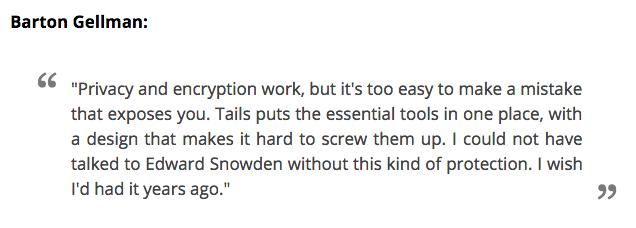 Barton Gellman:
“ "Privacy and encryption work, but it's too easy to make a mistake
that exposes you. Tails puts the essential tools in one place, with
a design that makes it hard to screw them up. I could not have
talked to Edward Snowden without this kind of protection. I wish
I'd had it years ago." ”